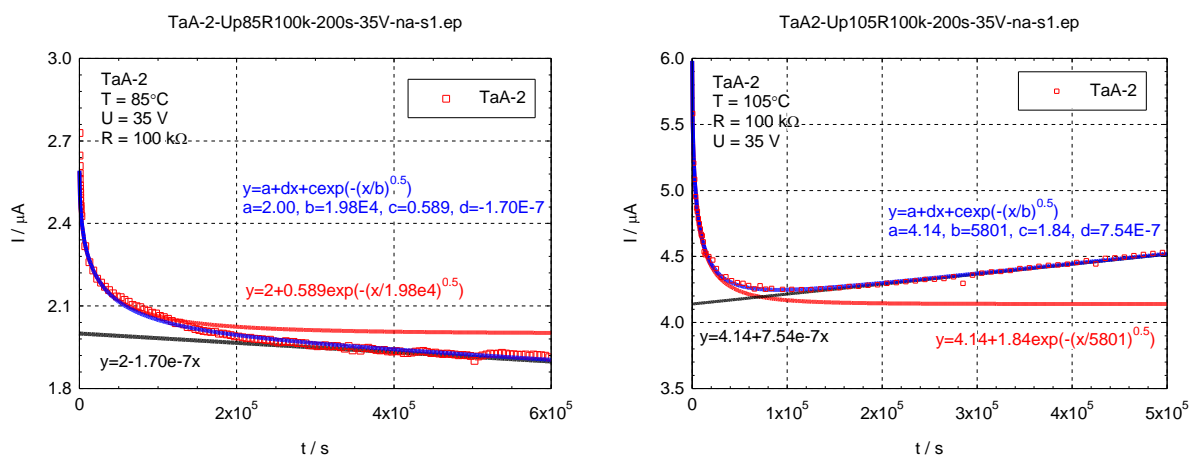 TaA-2-Up85R100k-200s-35V-na-s1.ep
3.0
2.7
2.4
2.1
1.8
I / μA
TaA-2
T = 85°C
U = 35 V
R = 100 kΩ
TaA-2
y=a+dx+cexp(-(x/b)^0.5)
a=2.00, b=1.98E4, c=0.589, d=-1.70E-7
y=2+0.589exp(-(x/1.98e4)^0.5)
y=2-1.70e-7x
0
2x10^5
4x10^5
6x10^5
t / s
TaA2-Up105R100k-200s-35V-na-s1.ep
6.0
5.5
5.0
4.5
4.0
3.5
I / μA
TaA-2
T = 105°C
R = 100 kΩ
U = 35 V
TaA-2
y=a+dx+cexp(-(x/b)^0.5)
a=4.14, b=5801, c=1.84, d=7.54E-7
y=4.14+7.54e-7x
y=4.14+1.84exp(-(x/5801)^0.5)
0
1x10^5
2x10^5
3x10^5
4x10^5
5x10^5
t / s